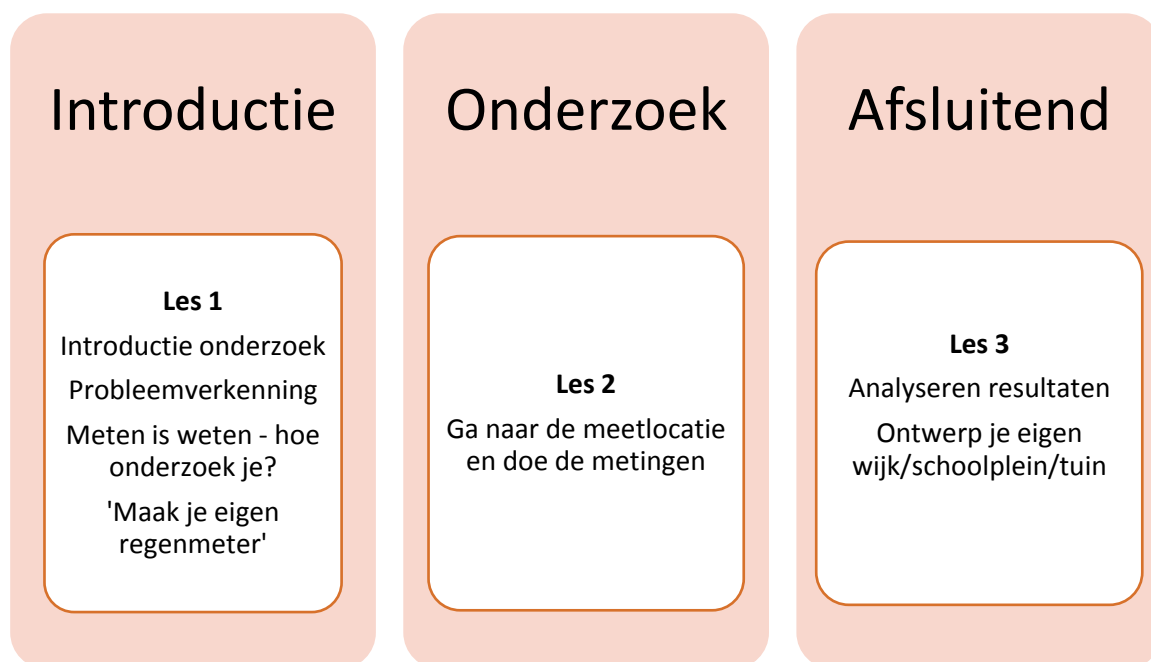 Introductie
Les 1
Introductie onderzoek
Probleemverkenning
Meten is weten - hoe
onderzoek je?
'Maak je eigen
regenmeter'
Onderzoek
Les 2
Ga naar de meetlocatie
en doe de metingen
Afsluitend
Les 3
Analyseren resultaten
Ontwerp je eigen
wijk/schoolplein/tuin